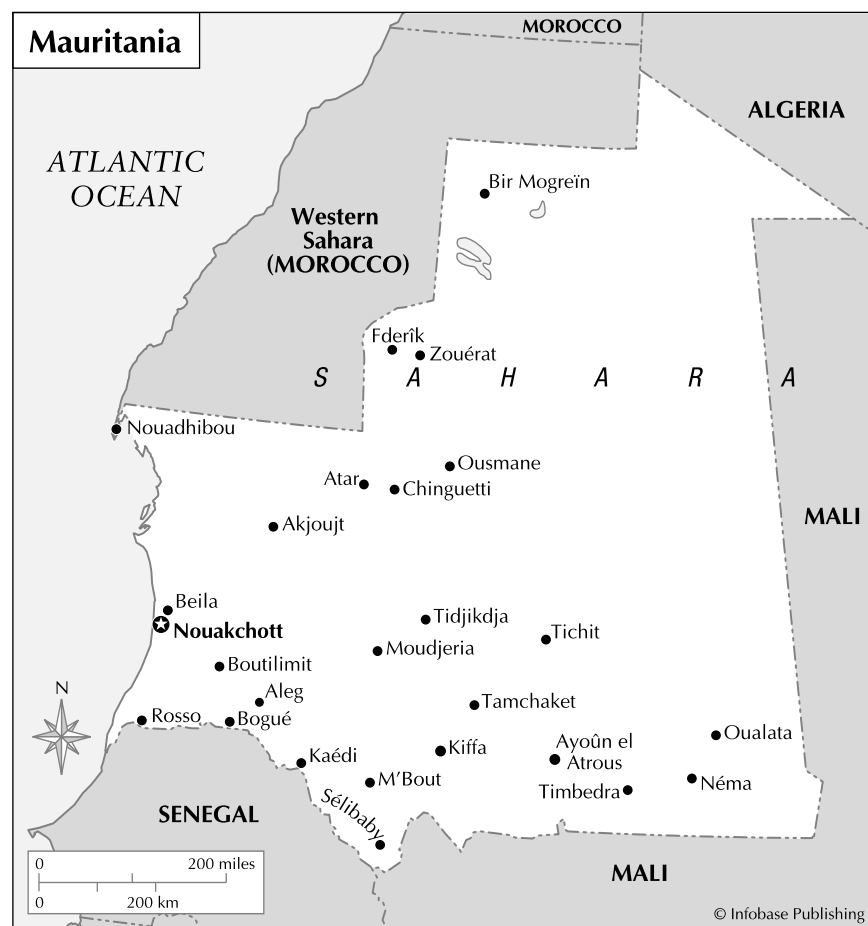 Mauritania
MOROCCO
ALGERIA
ATLANTIC
OCEAN
Bir Mogreïn
Western
Sahara
(MOROCCO)
Fderîk
Zouérat
S A H A R A
Nouadhibou
Ousmane
Atar
Chinguetti
MALI
Akjoujt
Beila
Nouakchott
Tidjikdja
Tichit
Moudjeria
Boutilimit
N
Aleg
Tamchaket
Rosso
Bogué
Oualata
Kaédi
Kiffa
Ayoûn el
Atrous
M'Bout
Timbedra
Néma
Sélibaby
SENEGAL
0 200 miles
0 200 km
MALI
© Infobase Publishing